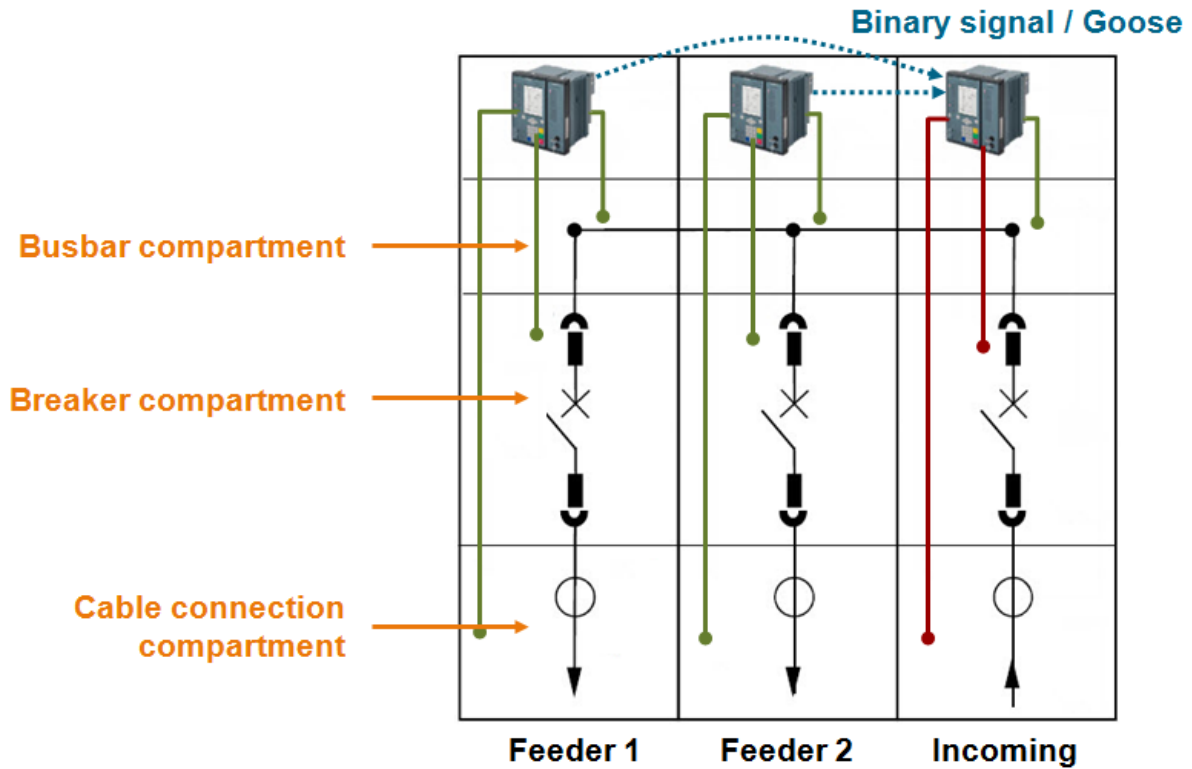 Binary signal / Goose
Busbar compartment
Breaker compartment
Cable connection
compartment
Feeder 1
Feeder 2
Incoming